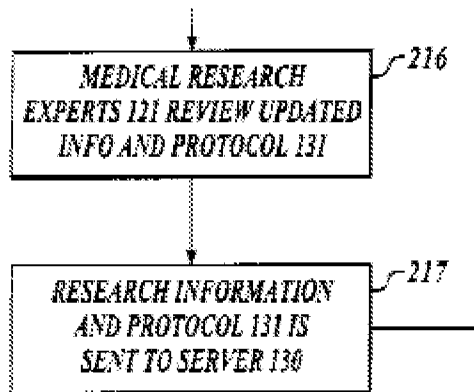 216
MEDICAL RESEARCH
EXPERTS 121 REVIEW UPDATED
INFO AND PROTOCOL 131
217
RESEARCH INFORMATION
AND PROTOCOL 131 IS
SENT TO SERVER 130